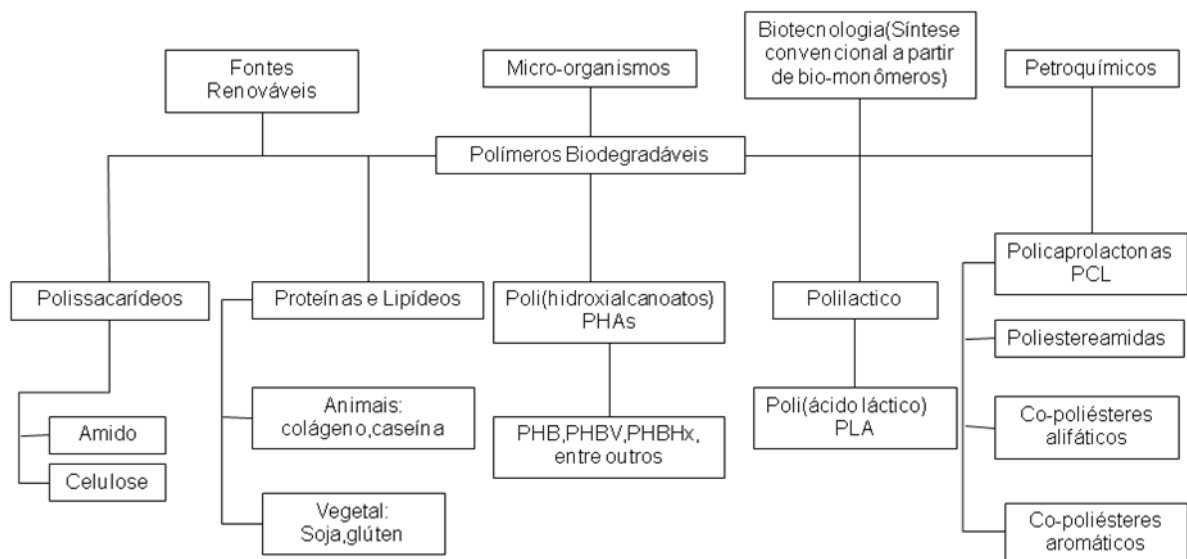 Fontes
Renováveis
Micro-organismos
Biotecnologia(Síntese
convencional a partir
de bio-monômeros)
Petroquímicos
Polímeros Biodegradáveis
Polissacarídeos
Proteínas e Lipídeos
Poli(hidroxialcanoatos)
PHAs
Polilactico
Policaprolactonas
PCL
Poliestereamidas
Amido
Celulose
Animais:
colágeno,caseína
Vegetal:
Soja,glúten
PHB,PHBV,PHBHx,
entre outros
Poli(ácido láctico)
PLA
Co-poliésteres
alifáticos
Co-poliésteres
aromáticos